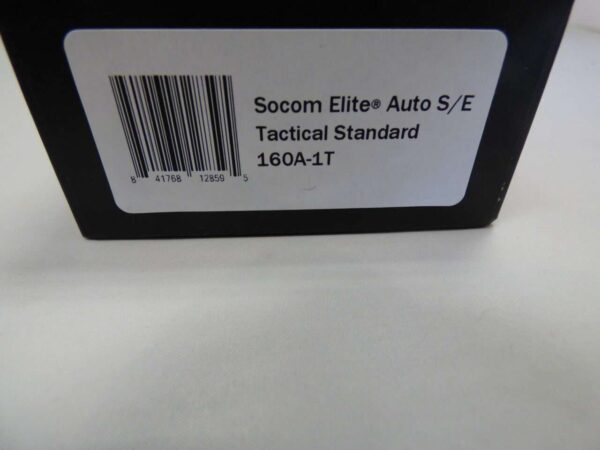 Socom Elite® Auto S/E
Tactical Standard
160A-1T
8 41768 12859 5